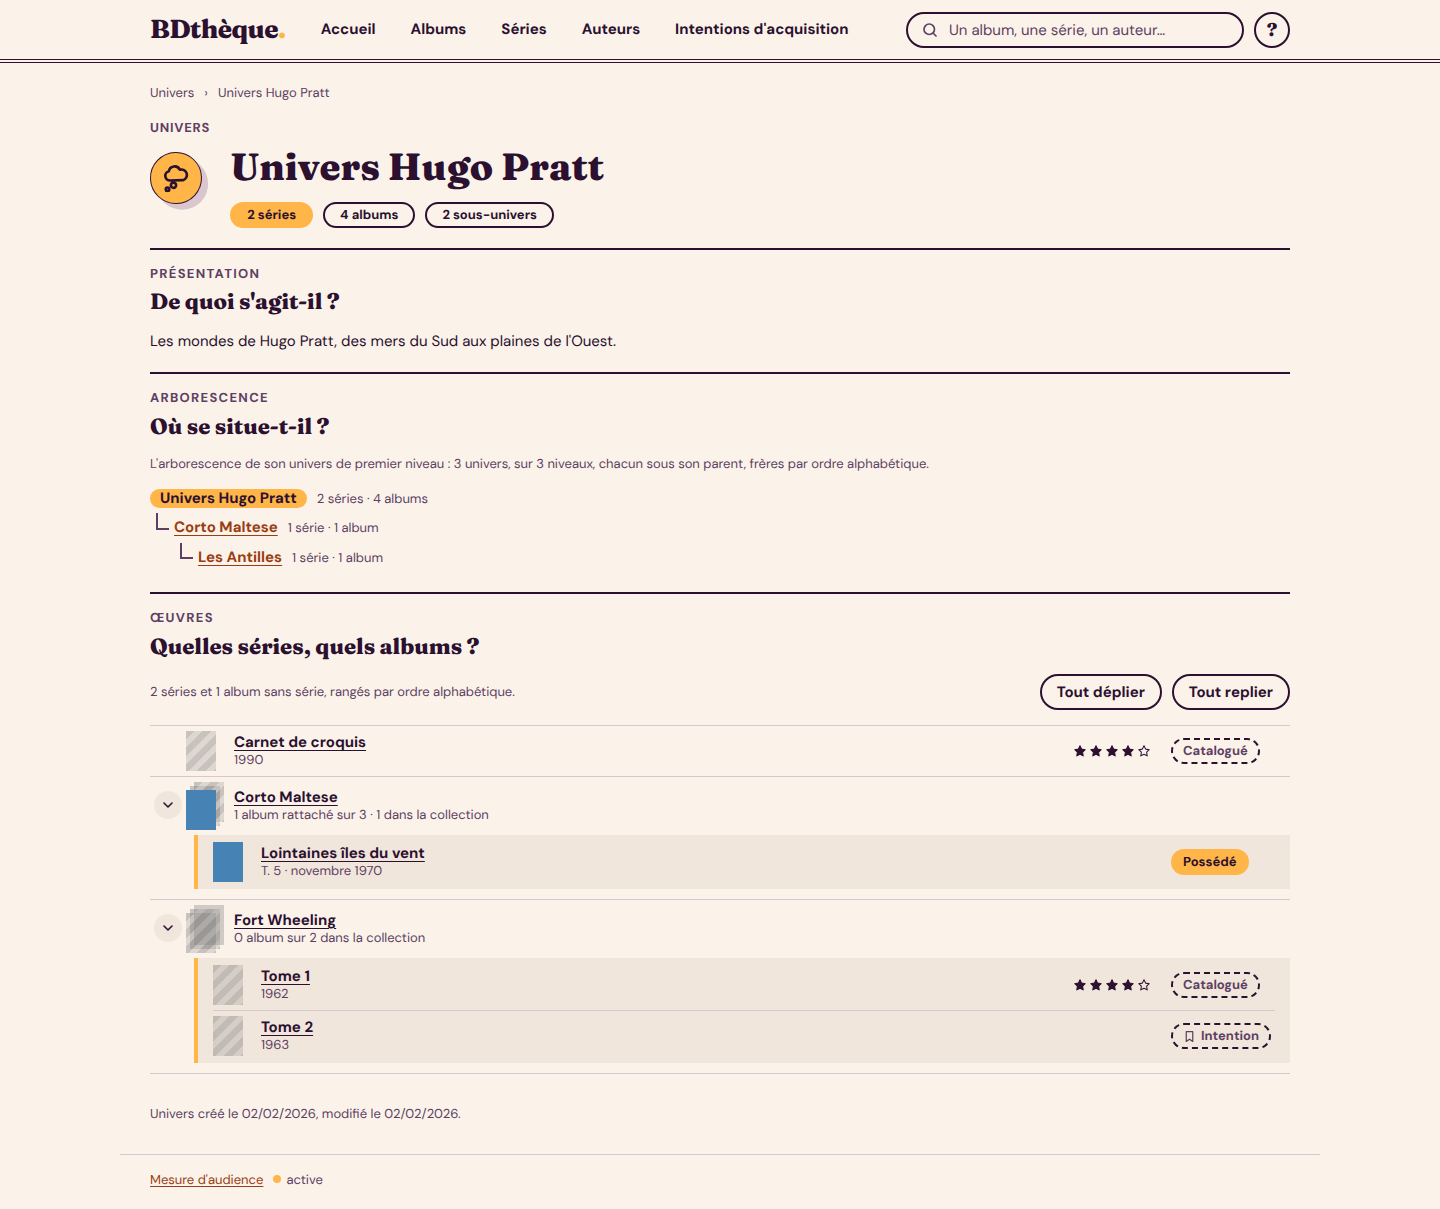 BDthèque.
Accueil
Albums
Séries
Auteurs
Intentions d'acquisition
Un album, une série, un auteur...
?
Univers › Univers Hugo Pratt
UNIVERS
Univers Hugo Pratt
2 séries
4 albums
2 sous-univers
PRÉSENTATION
De quoi s'agit-il ?
Les mondes de Hugo Pratt, des mers du Sud aux plaines de l'Ouest.
ARBORESCENCE
Où se situe-t-il ?
L'arborescence de son univers de premier niveau : 3 univers, sur 3 niveaux, chacun sous son parent, frères par ordre alphabétique.
Univers Hugo Pratt 2 séries · 4 albums
Corto Maltese 1 série · 1 album
Les Antilles 1 série · 1 album
ŒUVRES
Quelles séries, quels albums ?
2 séries et 1 album sans série, rangés par ordre alphabétique.
Tout déplier
Tout replier
Carnet de croquis
1990
Catalogué
Corto Maltese
1 album rattaché sur 3 · 1 dans la collection
Lointaines îles du vent
T. 5 · novembre 1970
Possédé
Fort Wheeling
0 album sur 2 dans la collection
Tome 1
1962
Catalogué
Tome 2
1963
Intention
Univers créé le 02/02/2026, modifié le 02/02/2026.
Mesure d'audience active